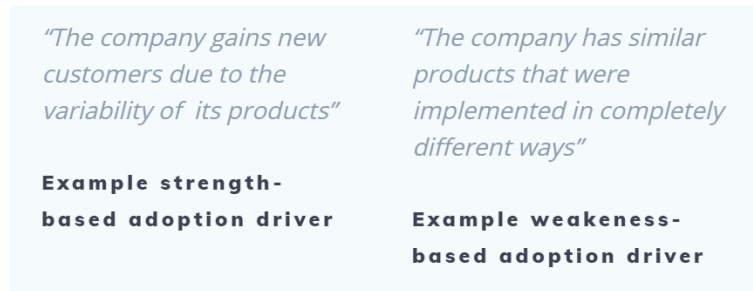 “The company gains new
customers due to the
variability of  its products”
Example strength-
based adoption driver
“The company has similar
products that were
implemented in completely
different ways”
Example weakeness-
based adoption driver